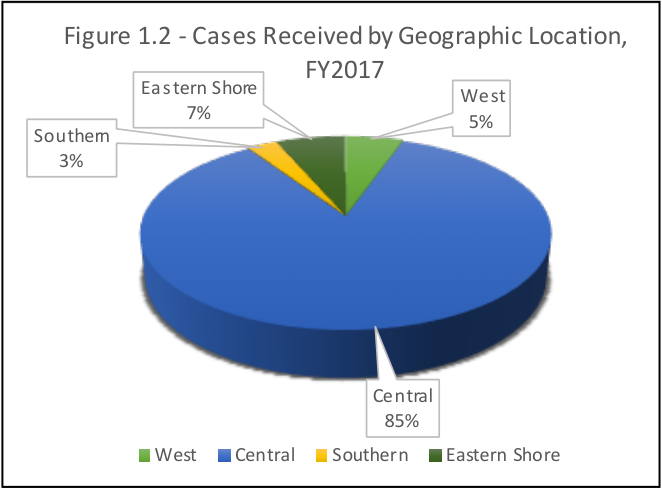 Figure 1.2 - Cases Received by Geographic Location,
FY2017
Eastern Shore
7%
West
5%
Southern
3%
Central
85%
West Central Southern Eastern Shore